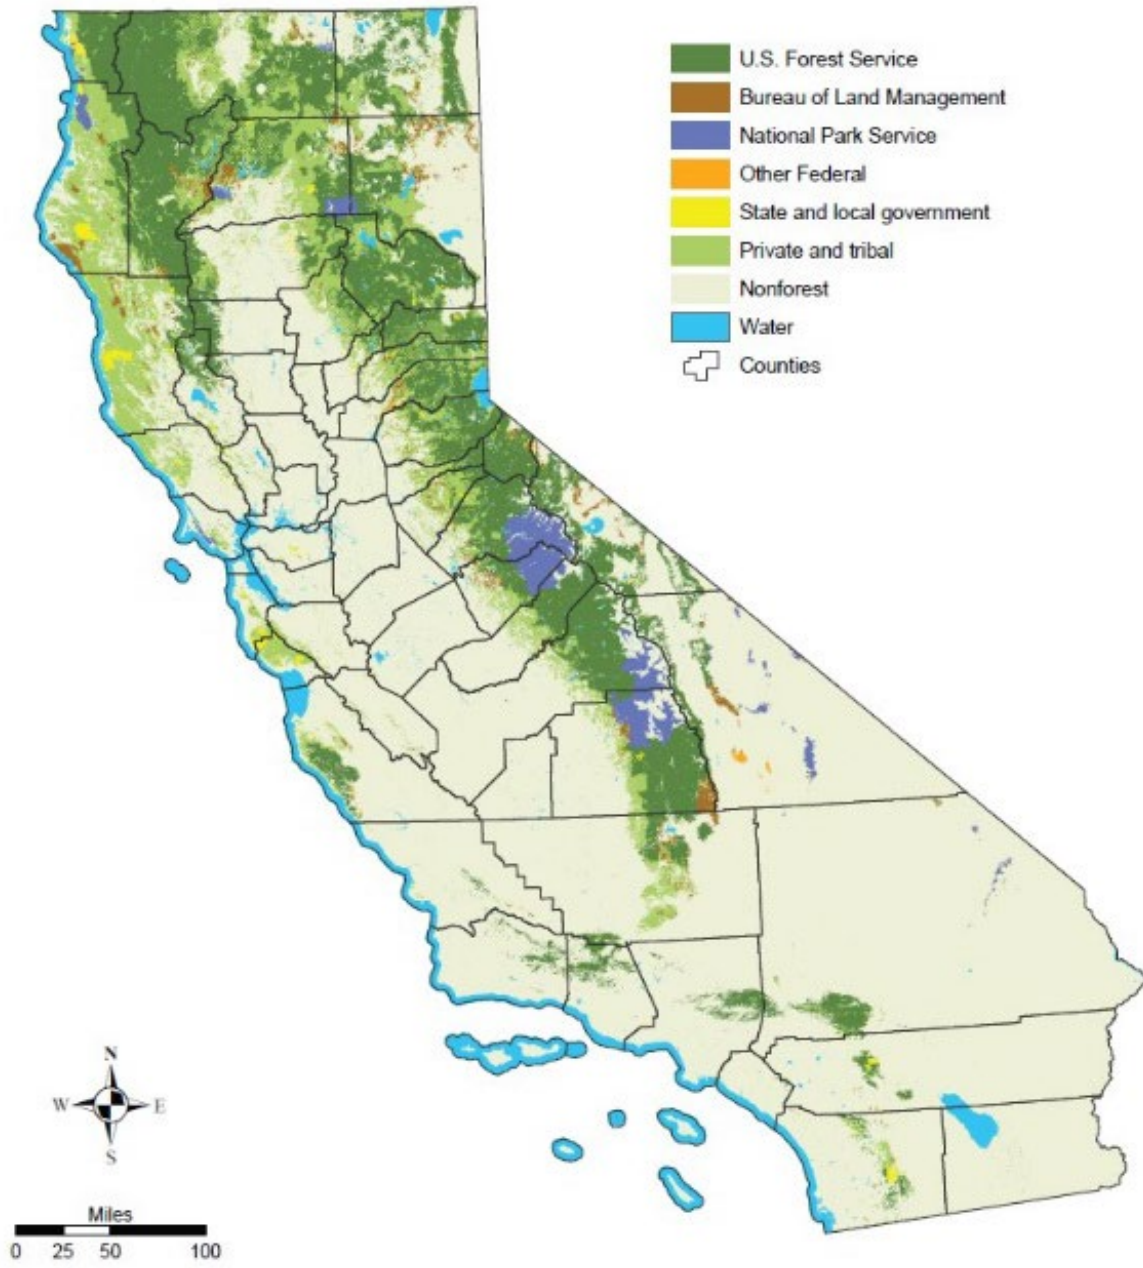 U.S. Forest Service
Bureau of Land Management
National Park Service
Other Federal
State and local government
Private and tribal
Nonforest
Water
Counties
N
W E
S
Miles
0 25 50 100